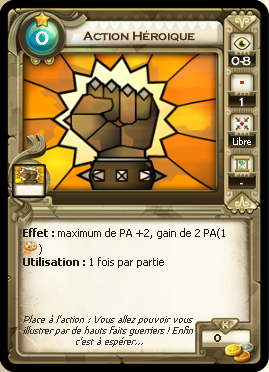 0
Action Héroique
0-8
1
Libre
-
Effet : maximum de PA +2, gain de 2 PA(1
)
Utilisation : 1 fois par partie
Place à l'action : Vous allez pouvoir vous
illustrer par de hauts faits guerriers ! Enfin
c'est à espérer...
K
0